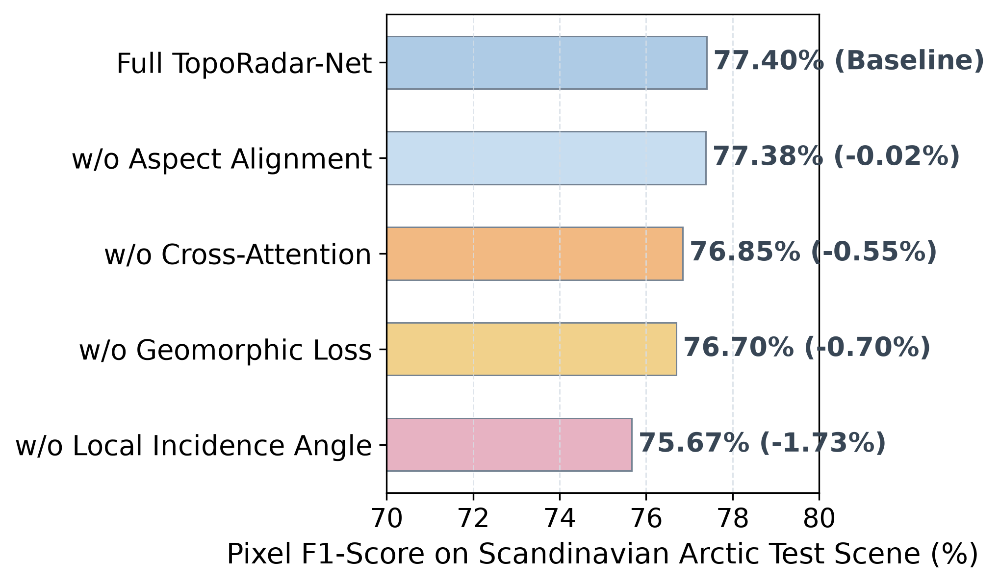 Full TopoRadar-Net
77.40% (Baseline)
w/o Aspect Alignment
77.38% (-0.02%)
w/o Cross-Attention
76.85% (-0.55%)
w/o Geomorphic Loss
76.70% (-0.70%)
w/o Local Incidence Angle
75.67% (-1.73%)
70 72 74 76 78 80
Pixel F1-Score on Scandinavian Arctic Test Scene (%)